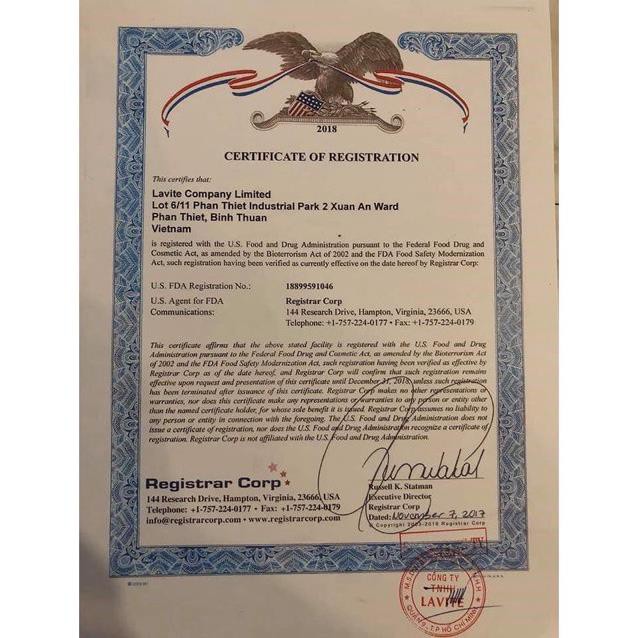 2018
CERTIFICATE OF REGISTRATION
This certifies that:
Lavite Company Limited
Lot 6/11 Phan Thiet Industrial Park 2 Xuan An Ward
Phan Thiet, Binh Thuan
Vietnam
is registered with the U.S. Food and Drug Administration pursuant to the Federal Food Drug and
Cosmetic Act, as amended by the Bioterrorism Act of 2002 and the FDA Food Safety Modernization
Act, such registration having been verified as currently effective on the date hereof by Registrar Corp:
U.S. FDA Registration No.: 18899591046
U.S. Agent for FDA Registrar Corp
Communications: 144 Research Drive, Hampton, Virginia, 23666, USA
Telephone: +1-757-224-0177 • Fax: +1-757-224-0179
This certificate affirms that the above stated facility is registered with the U.S. Food and Drug
Administration pursuant to the Federal Food Drug and Cosmetic Act, as amended by the Bioterrorism Act
of 2002 and FDA Food Safety Modernization Act, such registration having been verified as effective by
Registrar Corp as of the date hereof, and Registrar Corp will confirm that such registration remains
effective upon request and presentation of this certificate until December 31, 2018, unless such registration
has been terminated after issuance of this certificate. Registrar Corp makes no other representations or
warranties, nor does this certificate make any representations or warranties to any person or entity other
than the named certificate holder, for whose sole benefit it is issued. Registrar Corp assumes no liability to
any person or entity in connection with the foregoing. The U.S. Food and Drug Administration does not
issue a certificate of registration, nor does the U.S. Food and Drug Administration recognize a certificate of
registration. Registrar Corp is not affiliated with the U.S. Food and Drug Administration.
Registrar Corp
144 Research Drive, Hampton, Virginia, 23666, USA
Telephone: +1-757-224-0177 • Fax: +1-757-224-0179
info@registrarcorp.com • www.registrarcorp.com
Russell K. Statman
Executive Director
Registrar Corp
Dated: November 7, 2017
© Copyright 2003-2018 Registrar Corp
CÔNG TY
TNHH
LAVITE
QUẬN 9 - T.P HỒ CHÍ MINH